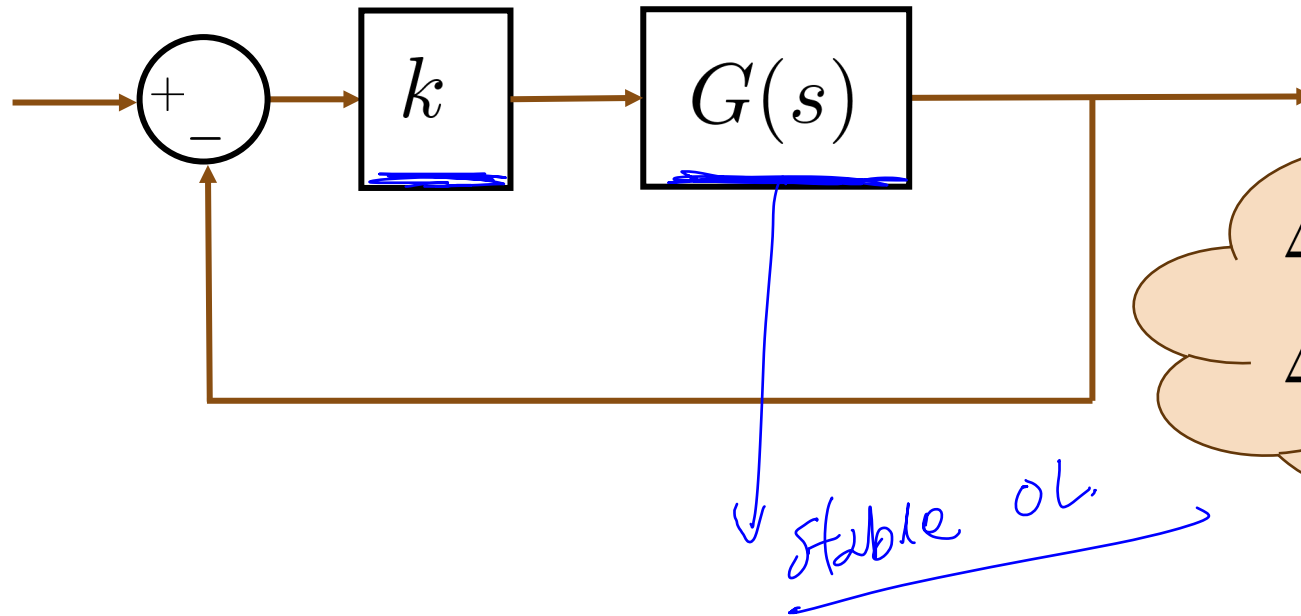 +
−
k
G(s)
stable OL.